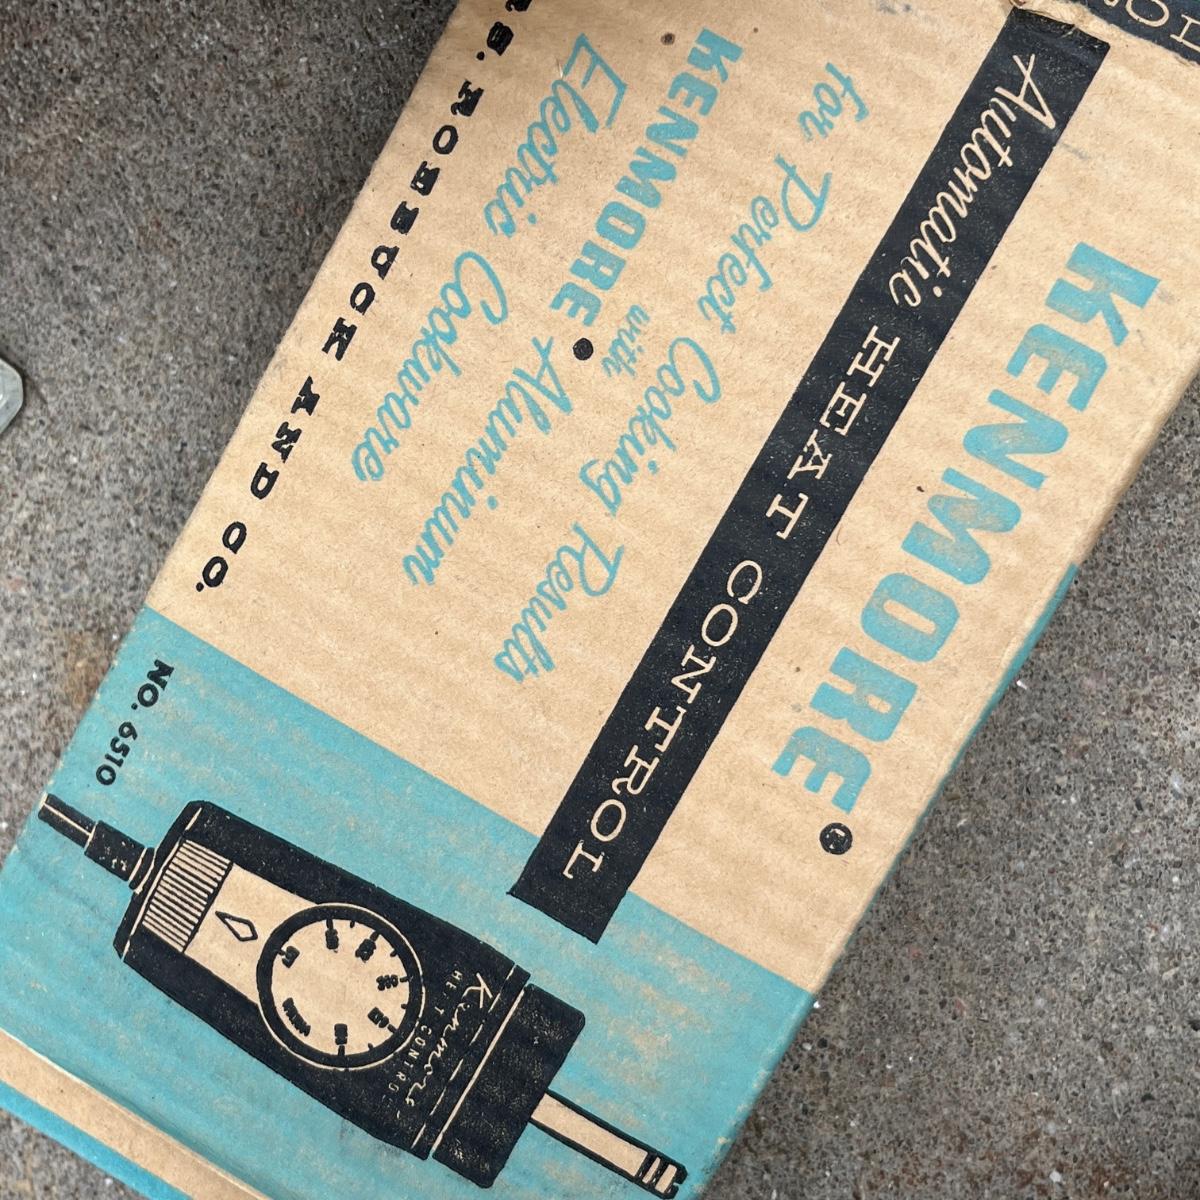 KENMORE®
Automatic HEAT CONTROL
for Perfect Cooking Results
with
KENMORE® Aluminum
Electric Cookware
ROEBUCK AND CO.
NO. 6510
Kenmore
HEAT CONTROL